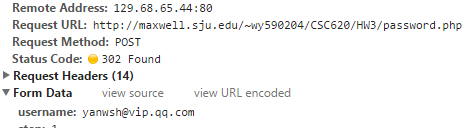 Remote Address: 129.68.65.44:80
Request URL: http://maxwell.sju.edu/~wy590204/CSC620/HW3/password.php
Request Method: POST
Status Code: 302 Found
Request Headers (14)
Form Data view source view URL encoded
username: yanwsh@vip.qq.com
step: 1